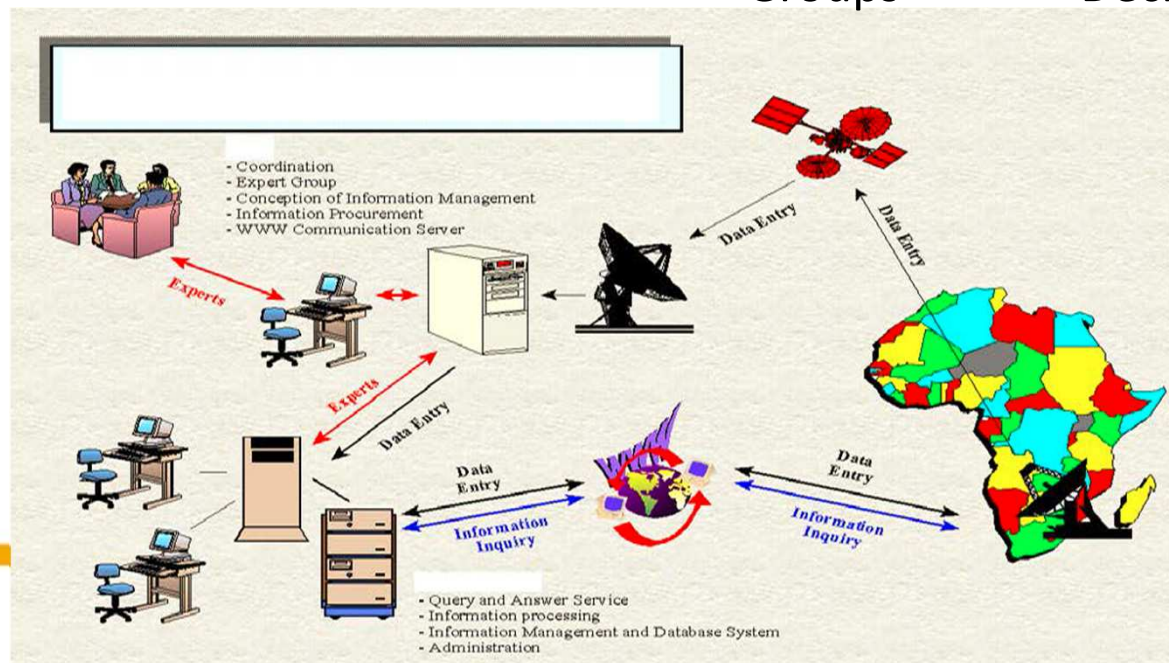 - Coordination
- Expert Group
- Conception of Information Management
- Information Procurement
- WWW Communication Server
Data Entry
Data Entry
Experts
Experts
Data Entry
WWW
Data
Entry
Information
Inquiry
Data
Entry
Information
Inquiry
- Query and Answer Service
- Information processing
- Information Management and Database System
- Administration